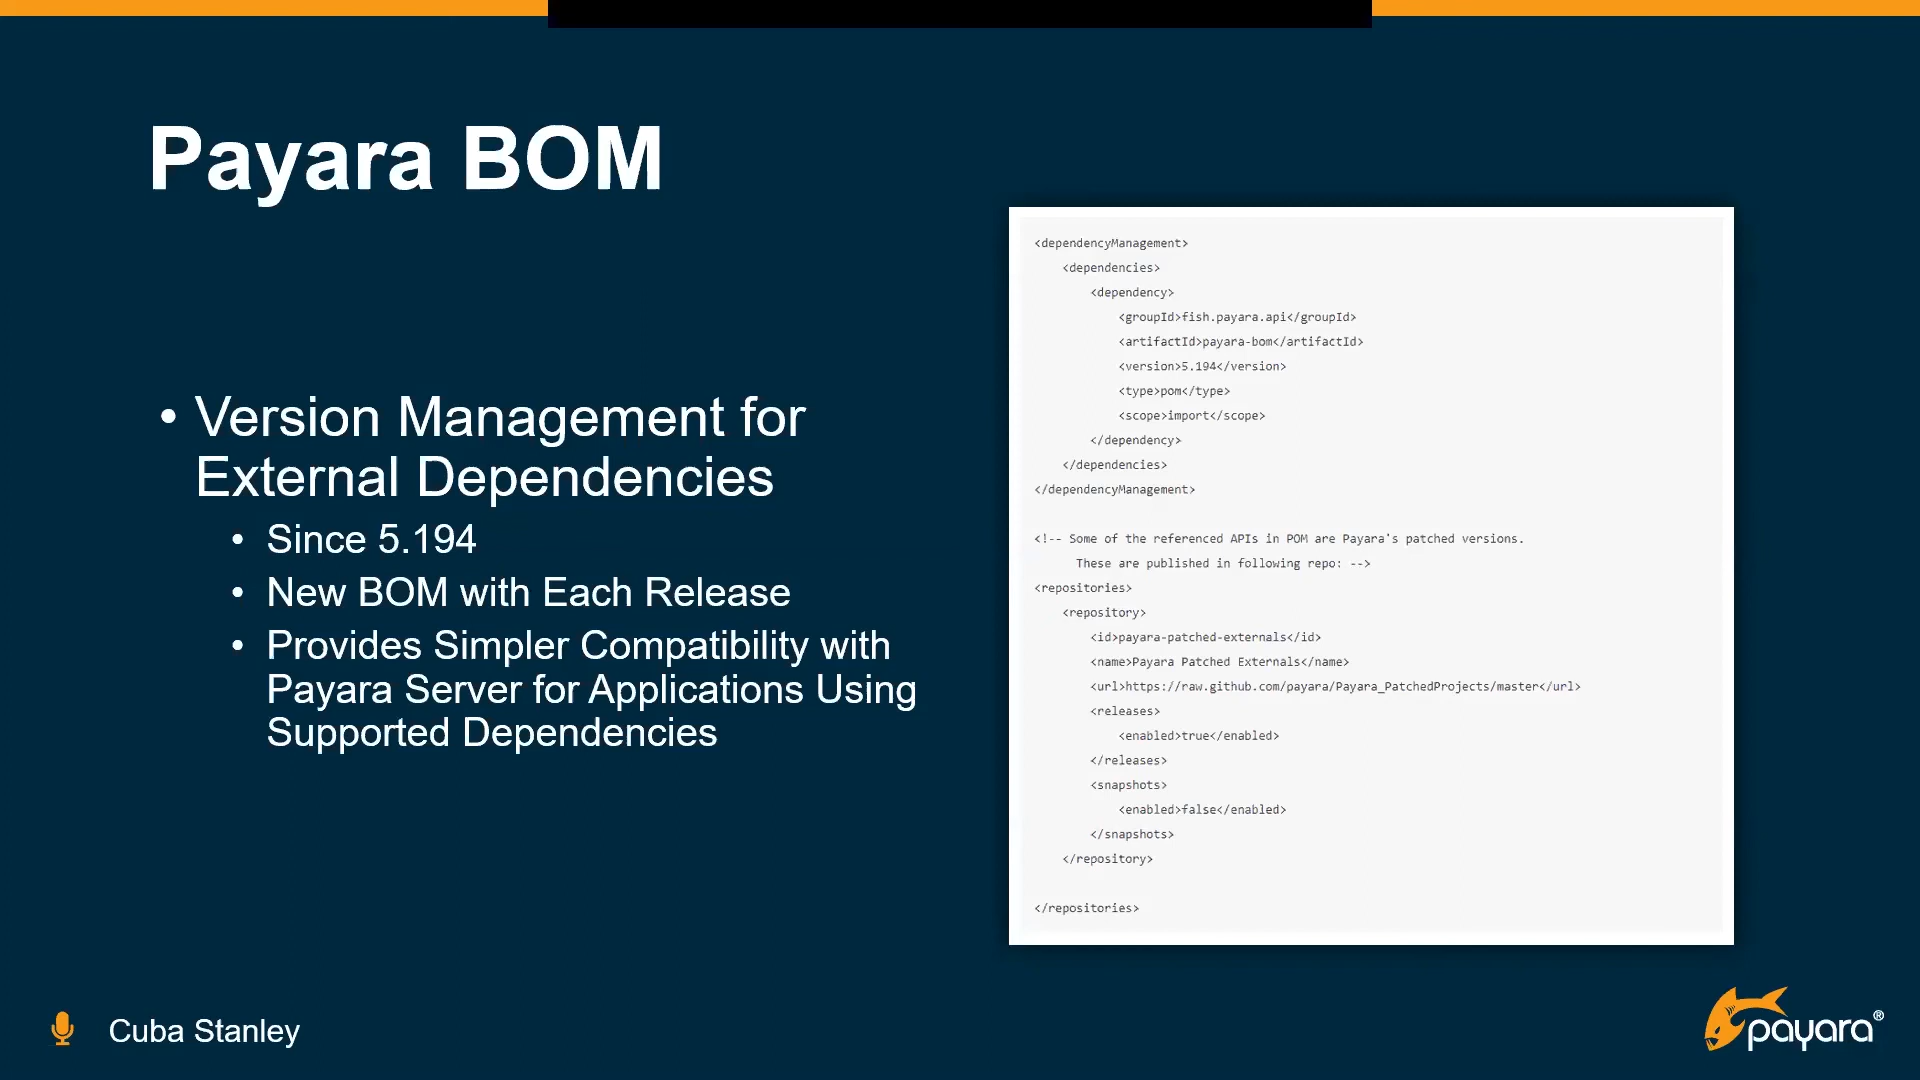 Payara BOM
• Version Management for
External Dependencies
• Since 5.194
• New BOM with Each Release
• Provides Simpler Compatibility with
Payara Server for Applications Using
Supported Dependencies
<dependencyManagement>
    <dependencies>
        <dependency>
            <groupId>fish.payara.api</groupId>
            <artifactId>payara-bom</artifactId>
            <version>5.194</version>
            <type>pom</type>
            <scope>import</scope>
        </dependency>
    </dependencies>
</dependencyManagement>
<!-- Some of the referenced APIs in POM are Payara's patched versions.
      These are published in following repo: -->
<repositories>
    <repository>
        <id>payara-patched-externals</id>
        <name>Payara Patched Externals</name>
        <url>https://raw.github.com/payara/Payara_PatchedProjects/master</url>
        <releases>
            <enabled>true</enabled>
        </releases>
        <snapshots>
            <enabled>false</enabled>
        </snapshots>
    </repository>
</repositories>
Cuba Stanley
payara®